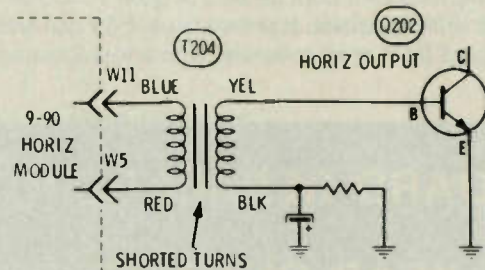 Q202
T204
HORIZ OUTPUT
C
W11
BLUE
YEL
B
9-90
HORIZ
MODULE
W5
E
RED
BLK
+
SHORTED TURNS